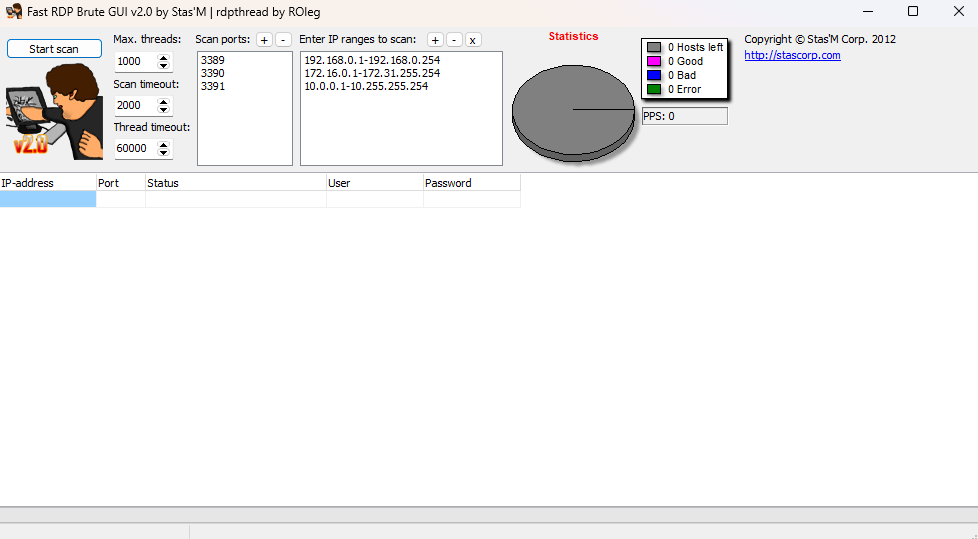 Fast RDP Brute GUI v2.0 by Stas'M | rdpthread by ROleg
Start scan
v2.0
Max. threads:
1000
Scan timeout:
2000
Thread timeout:
60000
Scan ports: + -
3389
3390
3391
Enter IP ranges to scan: + - x
192.168.0.1-192.168.0.254
172.16.0.1-172.31.255.254
10.0.0.1-10.255.255.254
Statistics
0 Hosts left
0 Good
0 Bad
0 Error
PPS: 0
Copyright © Stas'M Corp. 2012
http://stascorp.com
IP-address Port Status User Password